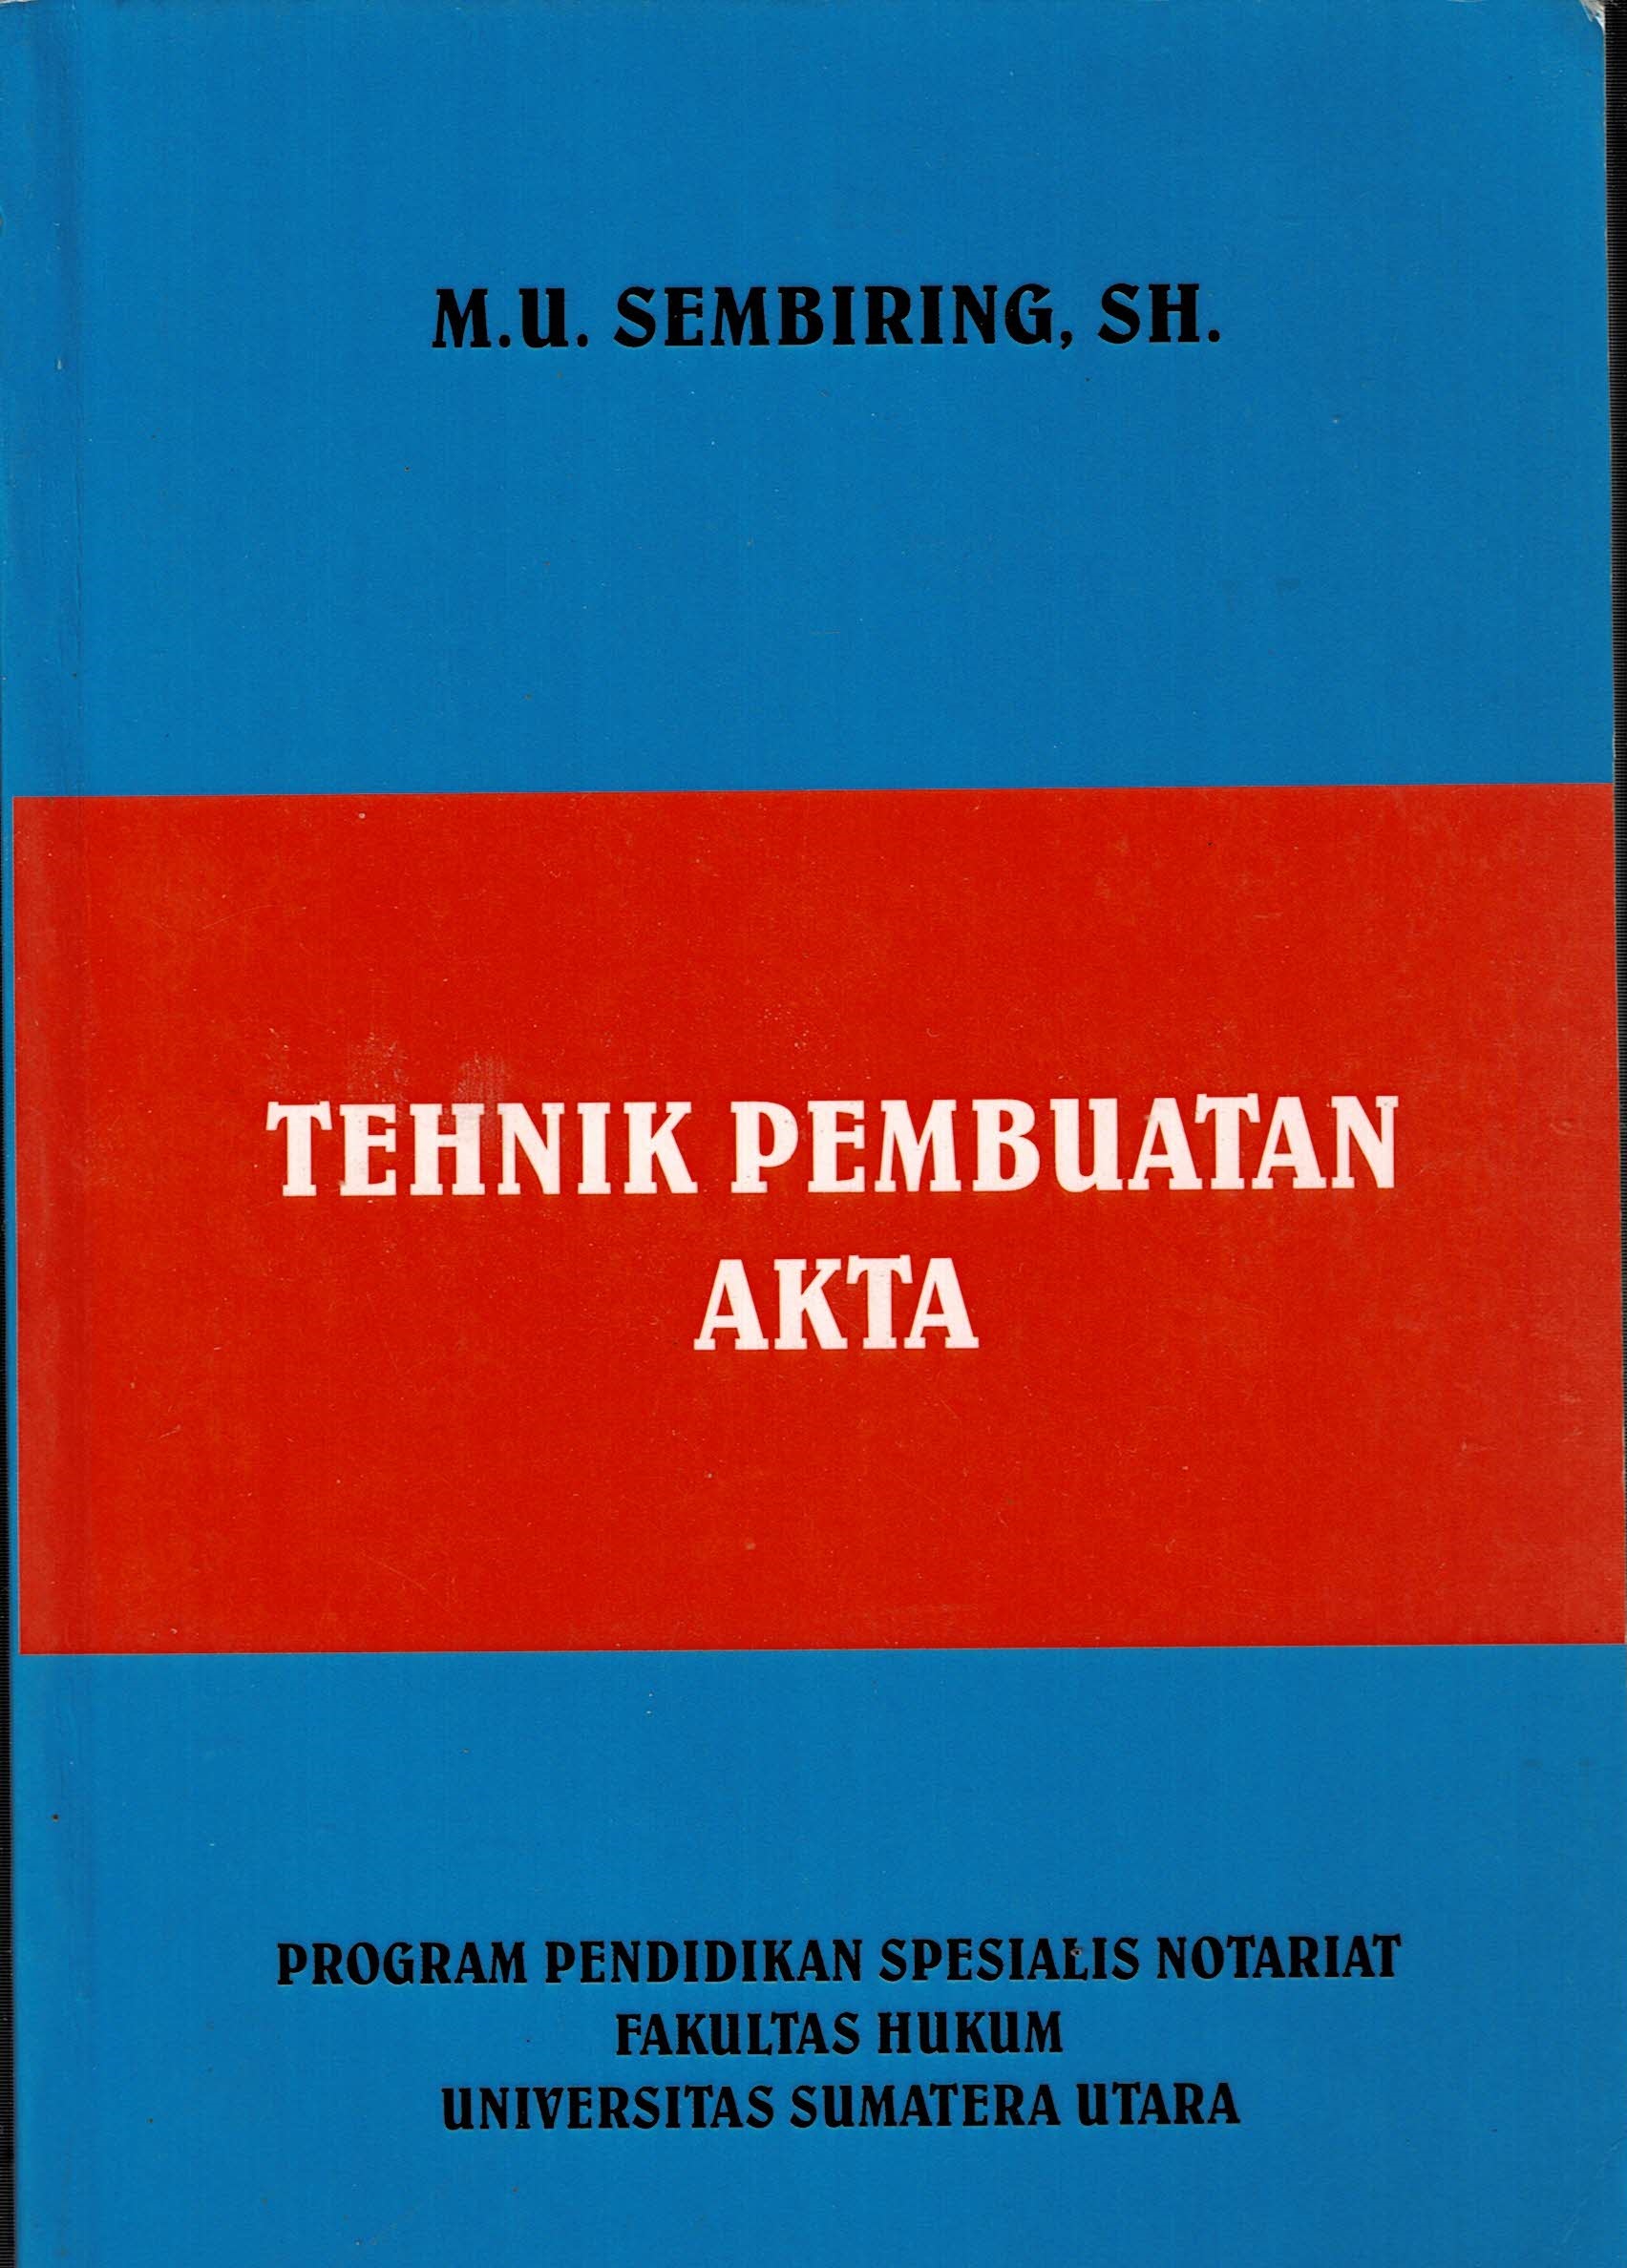 M.U. SEMBIRING, SH.
TEHNIK PEMBUATAN
AKTA
PROGRAM PENDIDIKAN SPESIALIS NOTARIAT
FAKULTAS HUKUM
UNIVERSITAS SUMATERA UTARA